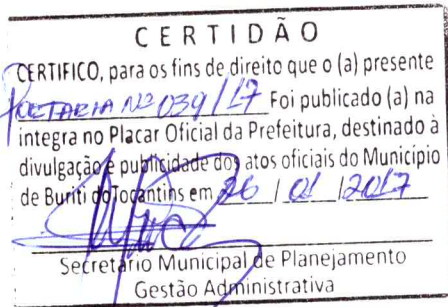 CERTIDÃO
CERTIFICO, para os fins de direito que o (a) presente
PORTARIA Nº 039/17 Foi publicado (a) na
integra no Placar Oficial da Prefeitura, destinado à
divulgação e publicidade dos atos oficiais do Município
de Buriti do Tocantins em 26 / 01 / 2017
Secretário Municipal de Planejamento
Gestão Administrativa